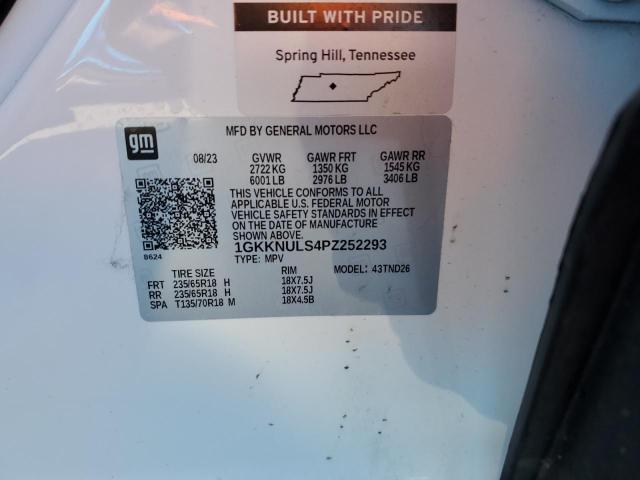 BUILT WITH PRIDE
Spring Hill, Tennessee
gm
MFD BY GENERAL MOTORS LLC
08/23 GVWR GAWR FRT GAWR RR
2722 KG 1350 KG 1545 KG
6001 LB 2976 LB 3406 LB
THIS VEHICLE CONFORMS TO ALL
APPLICABLE U.S. FEDERAL MOTOR
VEHICLE SAFETY STANDARDS IN EFFECT
ON THE DATE OF MANUFACTURE
SHOWN ABOVE.
1GKKNULS4PZ252293
8624 TYPE: MPV
TIRE SIZE RIM MODEL: 43TND26
FRT 235/65R18 H 18X7.5J
RR 235/65R18 H 18X7.5J
SPA T135/70R18 M 18X4.5B